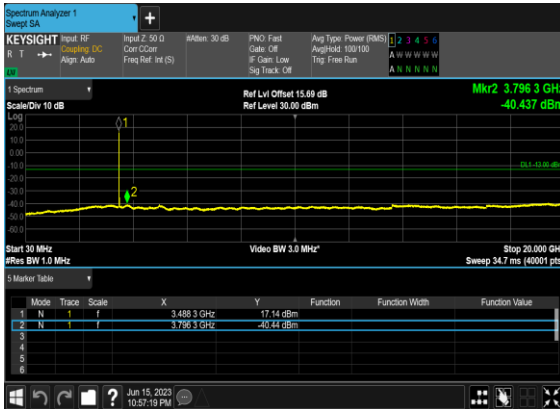 Spectrum Analyzer 1
Swept SA
+
KEYSIGHT Input: RF Input Z: 50 Ω #Atten: 30 dB PNO: Fast Avg Type: Power (RMS) 1 2 3 4 5 6
R T Coupling: DC Corr CCorr Gate: Off Avg|Hold: 100/100 A W W W W W
Align: Auto Freq Ref: Int (S) IF Gain: Low Trig: Free Run
Sig Track: Off A N N N N N
1 Spectrum Ref Lvl Offset 15.69 dB Mkr2 3.796 3 GHz
Scale/Div 10 dB Ref Level 30.00 dBm -40.437 dBm
Log
20.0
10.0
0.00
-10.0
-20.0
-30.0
-40.0
-50.0
-60.0
1
2
DL1 -13.00 dBm
Start 30 MHz Video BW 3.0 MHz* Stop 20.000 GHz
#Res BW 1.0 MHz Sweep 34.7 ms (40001 pts)
5 Marker Table
Mode Trace Scale X Y Function Function Width Function Value
1 N 1 f 3.488 3 GHz 17.14 dBm
2 N 1 f 3.796 3 GHz -40.44 dBm
3
4
5
6
? Jun 15, 2023
10:57:19 PM